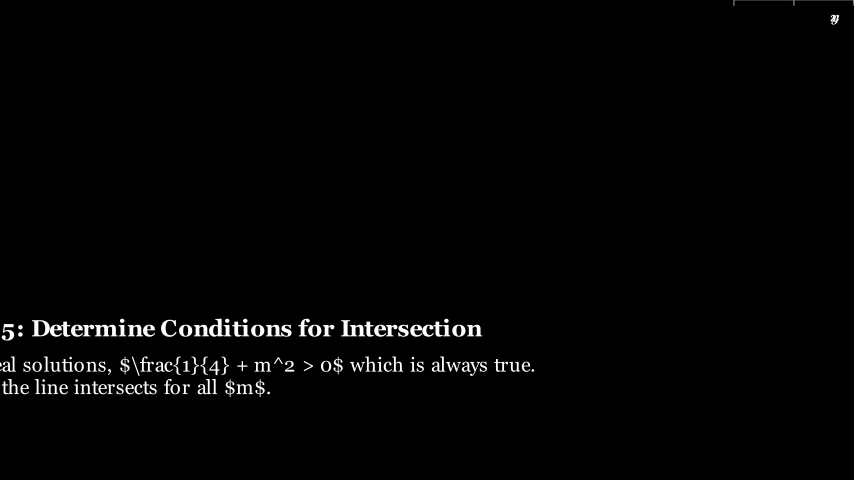 5: Determine Conditions for Intersection
eal solutions, $\frac{1}{4} + m^2 > 0$ which is always true.
the line intersects for all $m$.